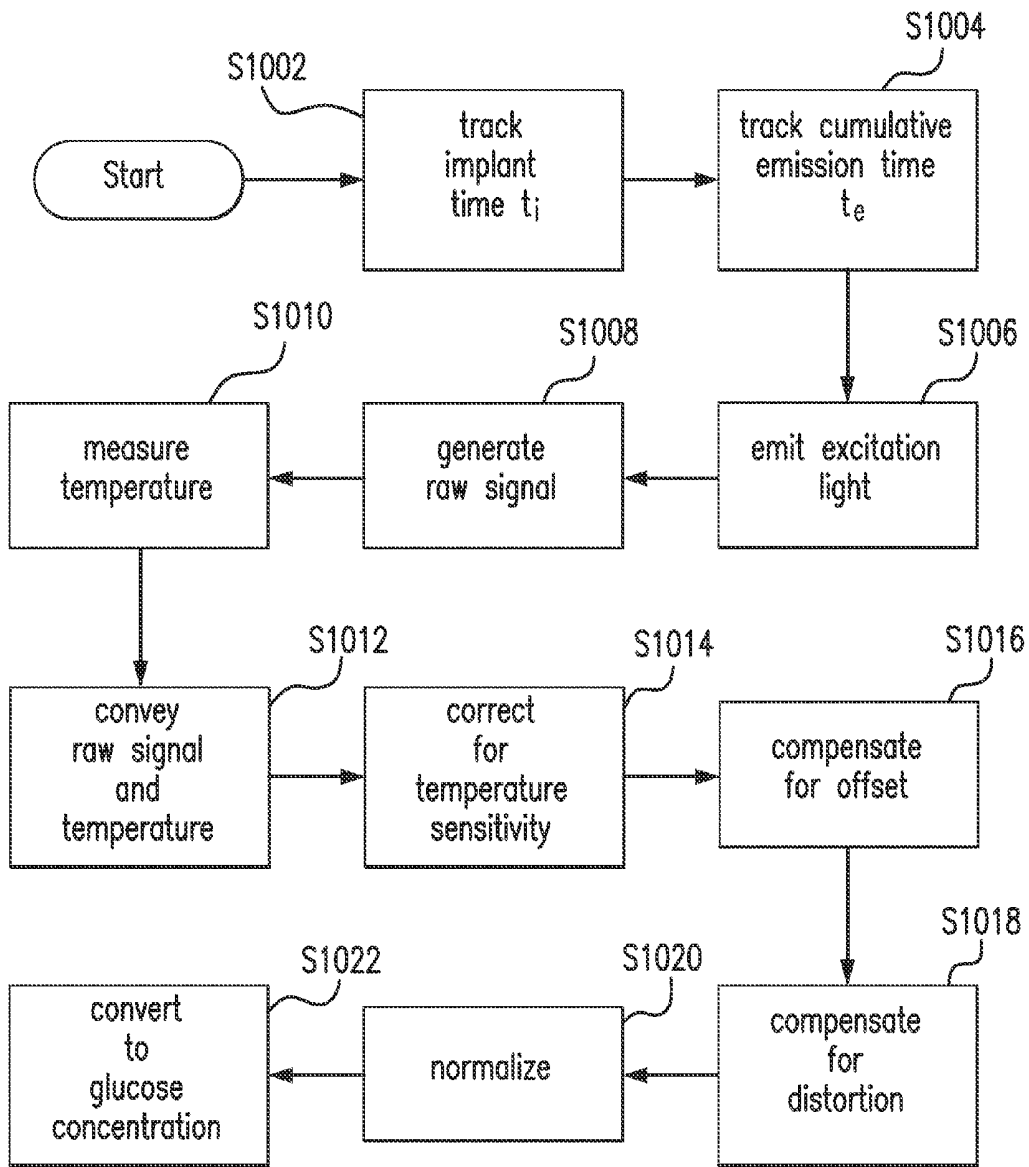 S1002
S1004
Start
track
implant
time ti
track cumulative
emission time
te
S1010
S1008
S1006
measure
temperature
generate
raw signal
emit excitation
light
S1012
S1014
S1016
convey
raw signal
and
temperature
correct
for
temperature
sensitivity
compensate
for offset
S1022
S1020
S1018
convert
to
glucose
concentration
normalize
compensate
for
distortion